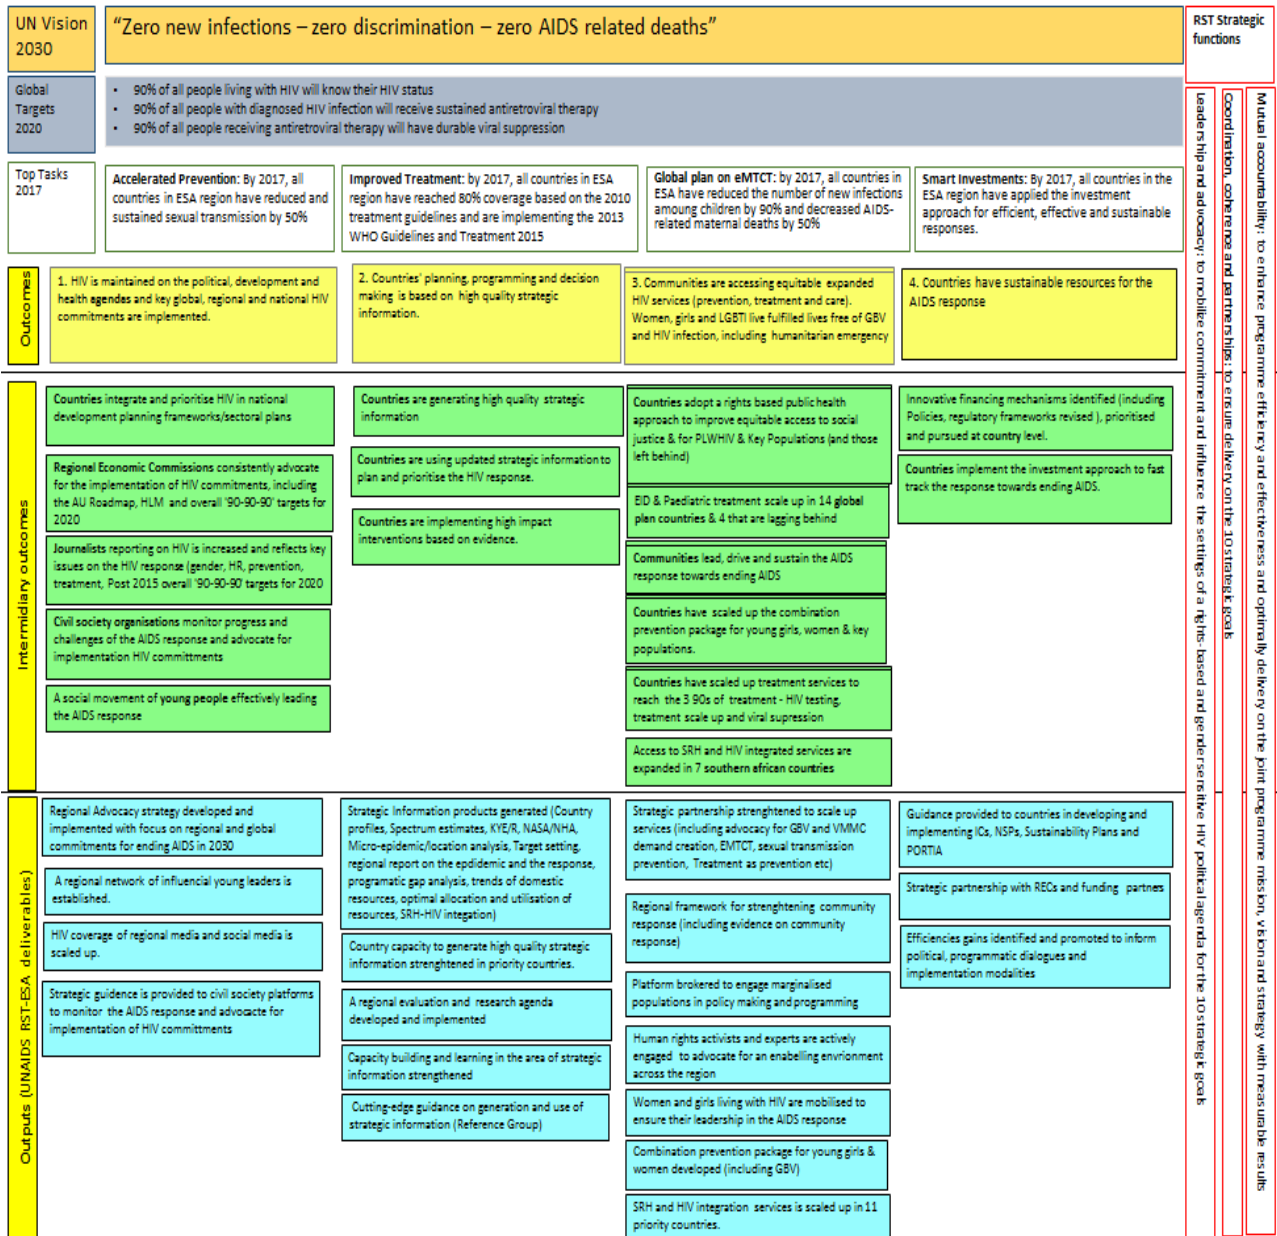 UN Vision
2030
“Zero new infections – zero discrimination – zero AIDS related deaths”
RST Strategic
functions
Global
Targets
2020
• 90% of all people living with HIV will know their HIV status
• 90% of all people with diagnosed HIV infection will receive sustained antiretroviral therapy
• 90% of all people receiving antiretroviral therapy will have durable viral suppression
Top Tasks
2017
Accelerated Prevention: By 2017, all
countries in ESA region have reduced and
sustained sexual transmission by 50%
Improved Treatment: by 2017, all countries in ESA
region have reached 80% coverage based on the 2010
treatment guidelines and are implementing the 2013
WHO Guidelines and Treatment 2015
Global plan on eMTCT: by 2017, all countries in
ESA have reduced the number of new infections
amoung children by 90% and decreased AIDS-
related maternal deaths by 50%
Smart Investments: By 2017, all countries in the
ESA region have applied the investment
approach for efficient, effective and sustainable
responses.
Outcomes
1. HIV is maintained on the political, development and
health agendes and key global, regional and national HIV
commitments are implemented.
2. Countries' planning, programming and decision
making is based on high quality strategic
information.
3. Communities are accessing equitable expanded
HIV services (prevention, treatment and care).
Women, girls and LGBTI live fulfilled lives free of GBV
and HIV infection, including humanitarian emergency
4. Countries have sustainable resources for the
AIDS response
Intermidiary outcomes
Countries integrate and prioritise HIV in national
development planning frameworks/sectoral plans
Regional Economic Commissions consistently advocate
for the implementation of HIV commitments, including
the AU Roadmap, HLM and overall '90-90-90' targets for
2020
Journalists reporting on HIV is increased and reflects key
issues on the HIV response (gender, HR, prevention,
treatment, Post 2015 overall '90-90-90' targets for 2020
Civil society organisations monitor progress and
challenges of the AIDS response and advocate for
implementation HIV committments
A social movement of young people effectively leading
the AIDS response
Countries are generating high quality strategic
information
Countries are using updated strategic information to
plan and prioritise the HIV response.
Countries are implementing high impact
interventions based on evidence.
Countries adopt a rights based public health
approach to improve equitable access to social
justice & for PLWHIV & Key Populations (and those
left behind)
EID & Paediatric treatment scale up in 14 global
plan countries & 4 that are lagging behind
Communities lead, drive and sustain the AIDS
response towards ending AIDS
Countries have scaled up the combination
prevention package for young girls, women & key
populations.
Countries have scaled up treatment services to
reach the 3 90s of treatment - HIV testing,
treatment scale up and viral supression
Access to SRH and HIV integrated services are
expanded in 7 southern african countries
Innovative financing mechanisms identified (including
Policies, regulatory frameworks revised ), prioritised
and pursued at country level.
Countries implement the investment approach to fast
track the response towards ending AIDS.
Outputs (UNAIDS RST-ESA deliverables)
Regional Advocacy strategy developed and
implemented with focus on regional and global
commitments for ending AIDS in 2030
A regional network of influencial young leaders is
established.
HIV coverage of regional media and social media is
scaled up.
Strategic guidence is provided to civil society platforms
to monitor the AIDS response and advocacte for
implementation of HIV committments
Strategic Information products generated (Country
profiles, Spectrum estimates, KYE/R, NASA/NHA,
Micro-epidemic/location analysis, Target setting,
regional report on the epdidemic and the response,
programatic gap analysis, trends of domestic
resources, optimal allocation and utilisation of
resources, SRH-HIV integation)
Country capacity to generate high quality strategic
information strenghtened in priority countries.
A regional evaluation and research agenda
developed and implemented
Capacity building and learning in the area of strategic
information strengthened
Cutting-edge guidance on generation and use of
strategic information (Reference Group)
Strategic partnership strenghtened to scale up
services (including advocacy for GBV and VMMC
demand creation, EMTCT, sexual transmission
prevention, Treatment as prevention etc)
Regional framework for strenghtening community
response (including evidence on community
response)
Platform brokered to engage marginalised
populations in policy making and programming
Human rights activists and experts are actively
engaged to advocate for an enabelling envrionment
across the region
Women and girls living with HIV are mobilised to
ensure their leadership in the AIDS response
Combination prevention package for young girls &
women developed (including GBV)
SRH and HIV integration services is scaled up in 11
priority countries.
Guidance provided to countries in developing and
implementing ICs, NSPs, Sustainability Plans and
PORTIA
Strategic partnership with RECs and funding partners
Efficiencies gains identified and promoted to inform
political, programmatic dialogues and
implementation modalities
Leadership and advocacy: to mobilize commitment and influence the settings of a rights-based and gender sensitive HIV political agenda for the 10 strategic goals
Coordination, coherence and partnerships: to ensure delivery on the 10 strategic goals
Mutual accountability: to enhance programme efficiency and effectiveness and optimally delivery on the joint programme mission, vision and strategy with measurable results